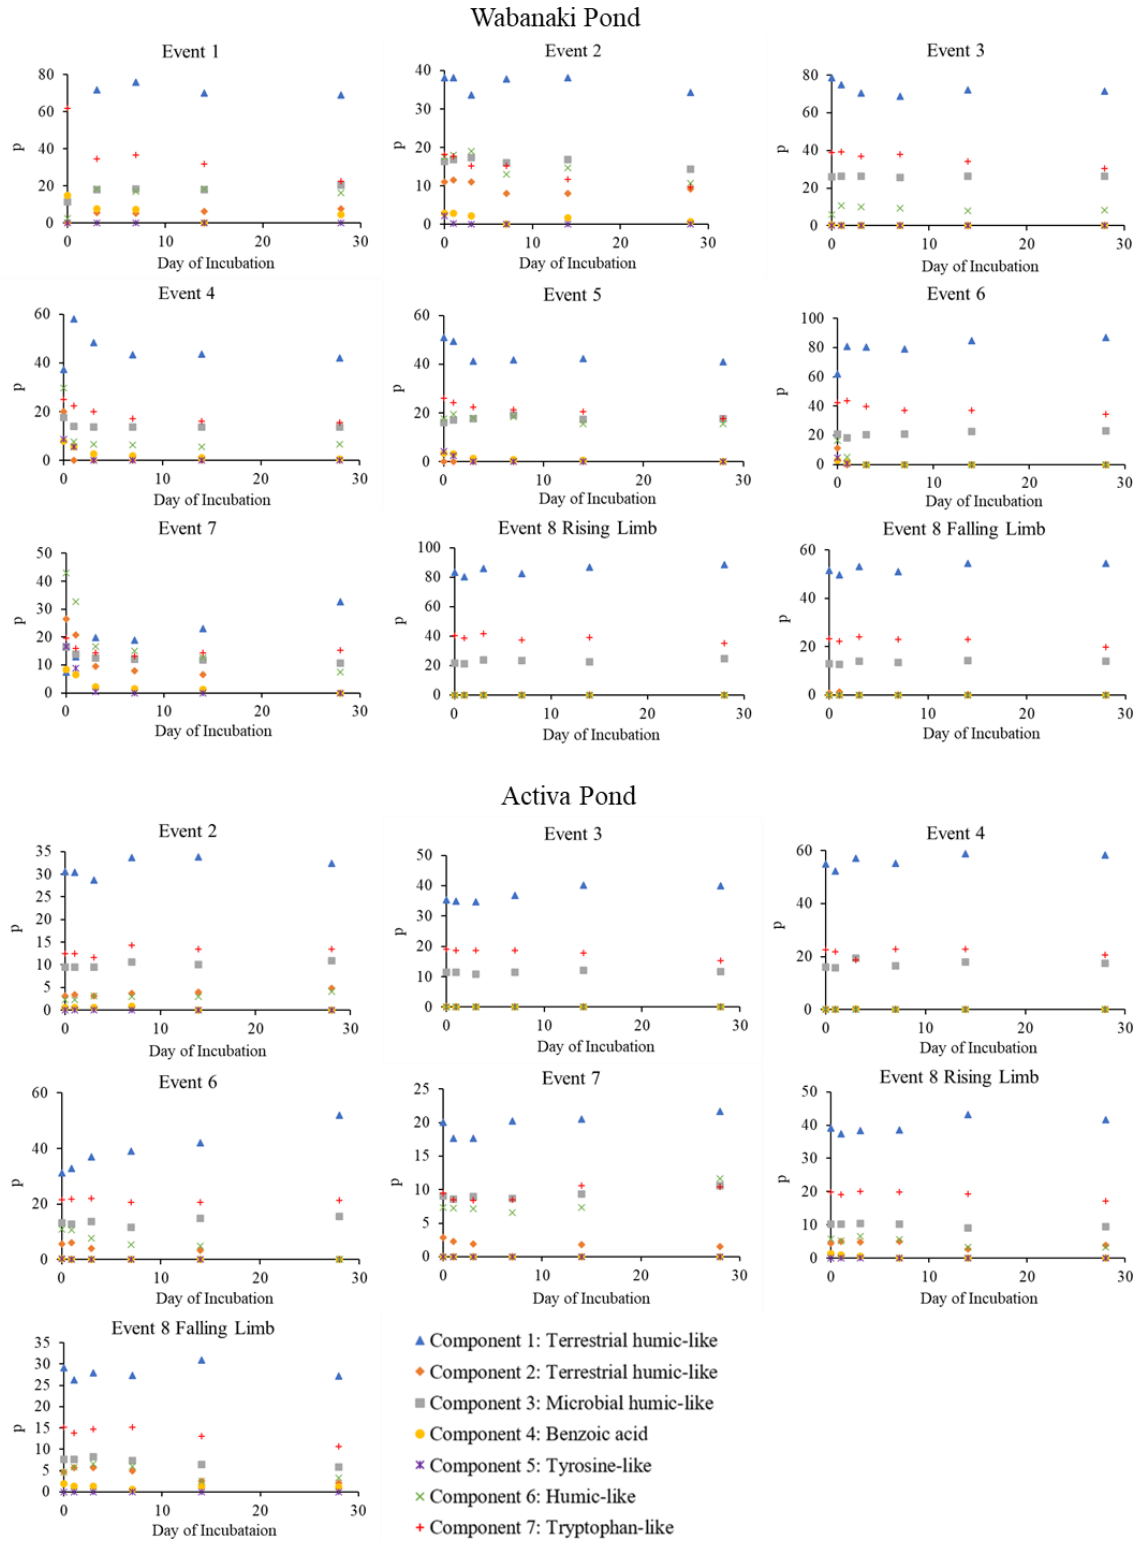 Wabanaki Pond
Event 1
Event 2
Event 3
80
60
40
20
0
p
0 10 20 30
Day of Incubation
40
30
20
10
0
p
0 10 20 30
Day of Incubation
80
60
40
20
0
p
0 10 20 30
Day of Incubation
Event 4
Event 5
Event 6
60
40
20
0
p
0 10 20 30
Day of Incubation
60
40
20
0
p
0 10 20 30
Day of Incubation
100
80
60
40
20
0
p
0 10 20 30
Day of Incubation
Event 7
Event 8 Rising Limb
Event 8 Falling Limb
50
40
30
20
10
0
p
0 10 20 30
Day of Incubation
100
80
60
40
20
0
p
0 10 20 30
Day of Incubation
60
40
20
0
p
0 10 20 30
Day of Incubation
Activa Pond
Event 2
Event 3
Event 4
35
30
25
20
15
10
5
0
p
0 10 20 30
Day of Incubation
50
40
30
20
10
0
p
0 10 20 30
Day of Incubation
60
40
20
0
p
0 10 20 30
Day of Incubation
Event 6
Event 7
Event 8 Rising Limb
60
40
20
0
p
0 10 20 30
Day of Incubation
25
20
15
10
5
0
p
0 10 20 30
Day of Incubation
50
40
30
20
10
0
p
0 10 20 30
Day of Incubation
Event 8 Falling Limb
35
30
25
20
15
10
5
0
p
0 10 20 30
Day of Incubataion
Component 1: Terrestrial humic-like
Component 2: Terrestrial humic-like
Component 3: Microbial humic-like
Component 4: Benzoic acid
Component 5: Tyrosine-like
Component 6: Humic-like
Component 7: Tryptophan-like